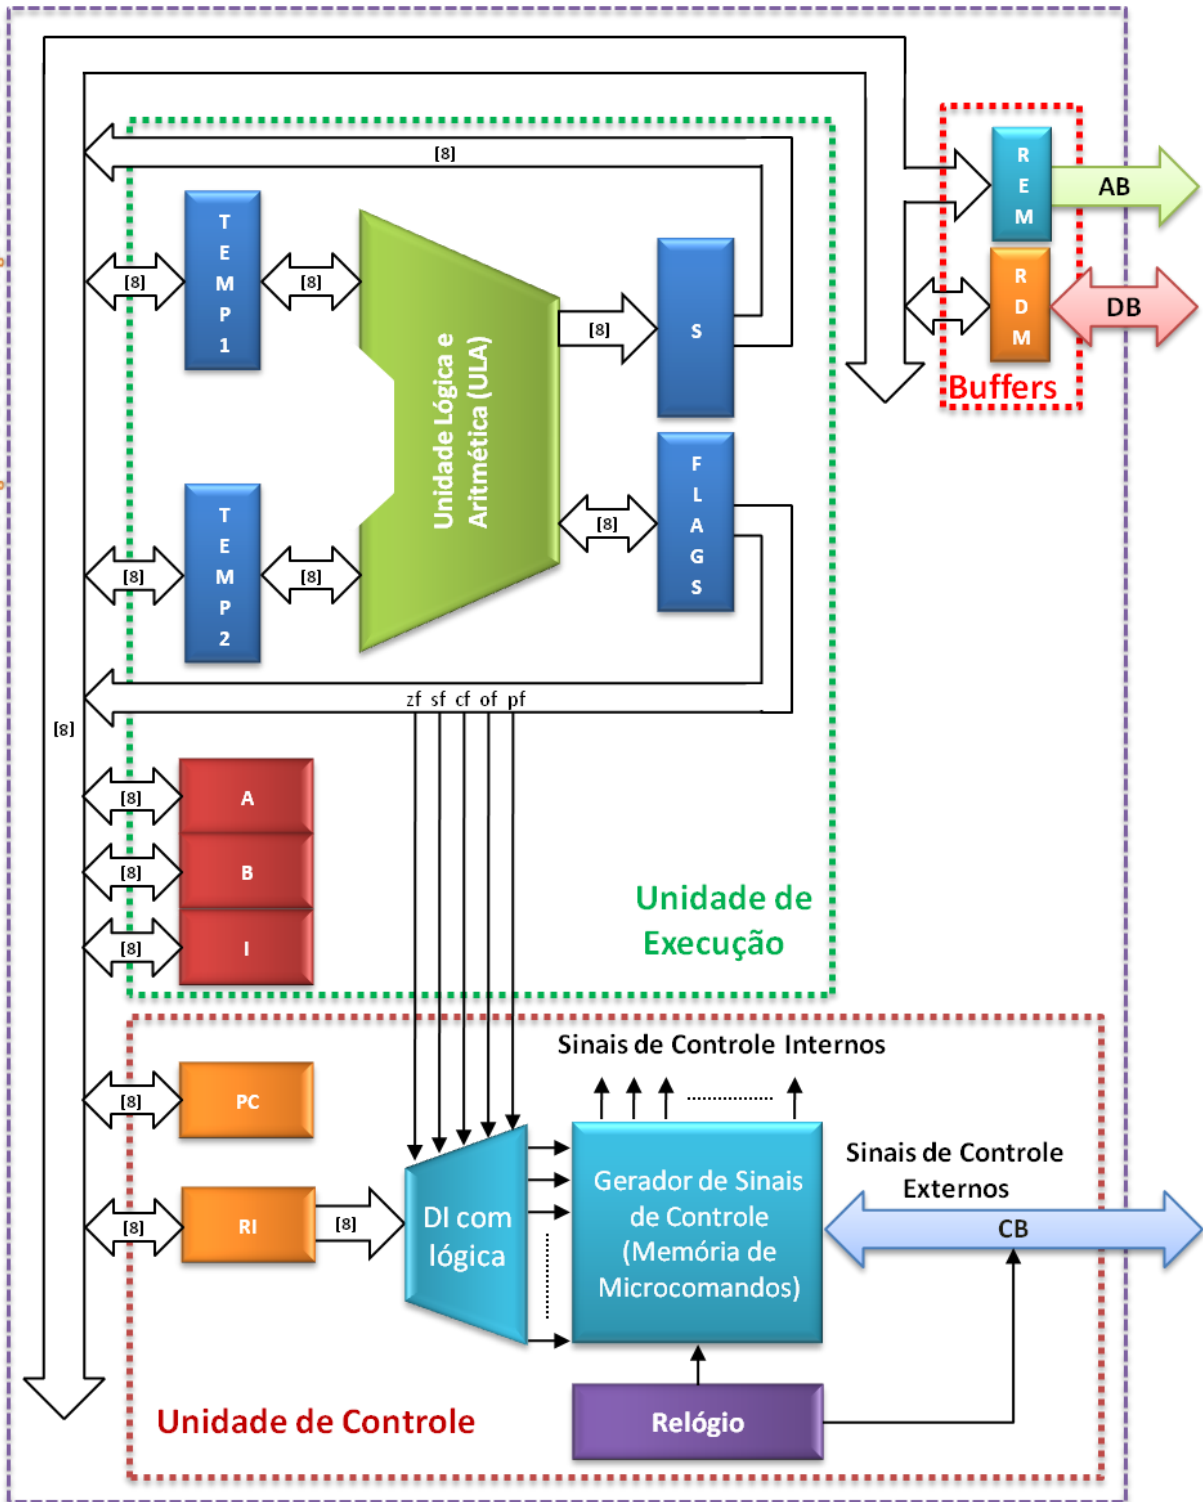 [8]
T
E
M
P
1
[8]
[8]
Unidade Lógica e
Aritmética (ULA)
[8]
S
R
E
M
AB
R
D
M
DB
Buffers
T
E
M
P
2
[8]
[8]
[8]
F
L
A
G
S
zf sf cf of pf
[8]
[8]
A
[8]
B
[8]
I
Unidade de
Execução
Sinais de Controle Internos
[8]
PC
[8]
RI
[8]
DI com
lógica
Gerador de Sinais
de Controle
(Memória de
Microcomandos)
Sinais de Controle
Externos
CB
Relógio
Unidade de Controle